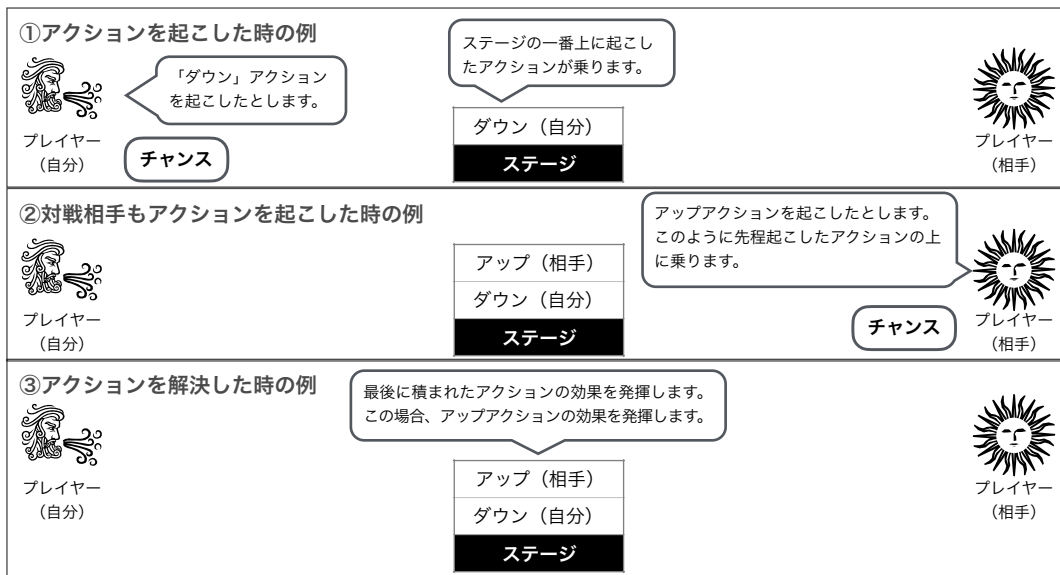 ①アクションを起こした時の例
「ダウン」アクション
を起こしたとします。
ステージの一番上に起こし
たアクションが乗ります。
プレイヤー
（自分）
チャンス
ダウン（自分）
ステージ
プレイヤー
（相手）
②対戦相手もアクションを起こした時の例
アップアクションを起こしたとします。
このように先程起こしたアクションの上
に乗ります。
プレイヤー
（自分）
アップ（相手）
ダウン（自分）
ステージ
チャンス
プレイヤー
（相手）
③アクションを解決した時の例
最後に積まれたアクションの効果を発揮します。
この場合、アップアクションの効果を発揮します。
プレイヤー
（自分）
アップ（相手）
ダウン（自分）
ステージ
プレイヤー
（相手）